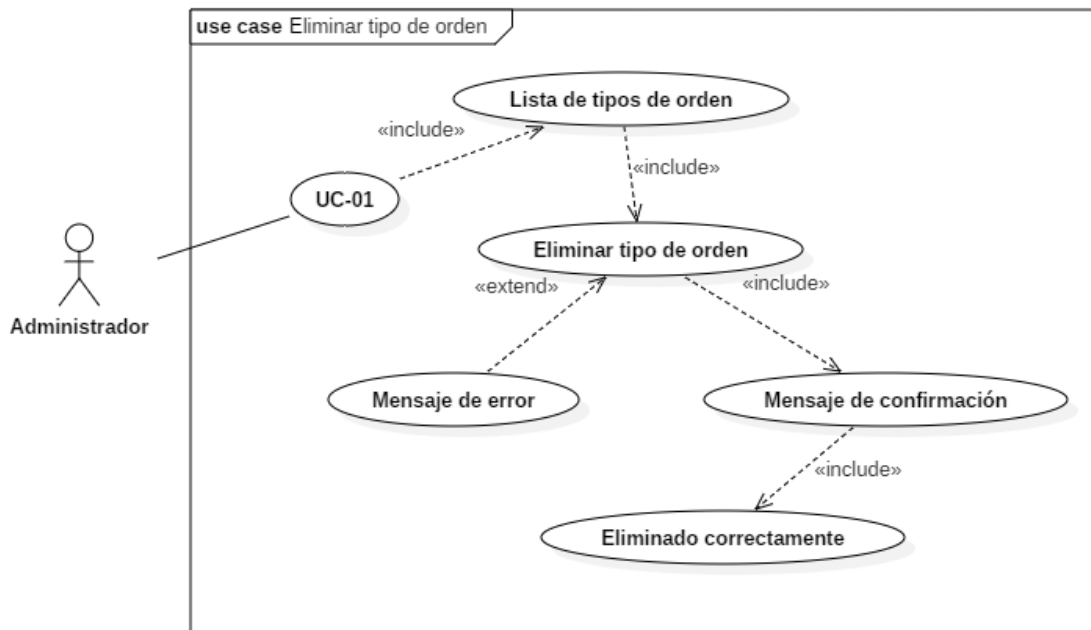 use case Eliminar tipo de orden
Lista de tipos de orden
«include»
«include»
UC-01
Eliminar tipo de orden
«extend»
«include»
Administrador
Mensaje de error
Mensaje de confirmación
«include»
Eliminado correctamente